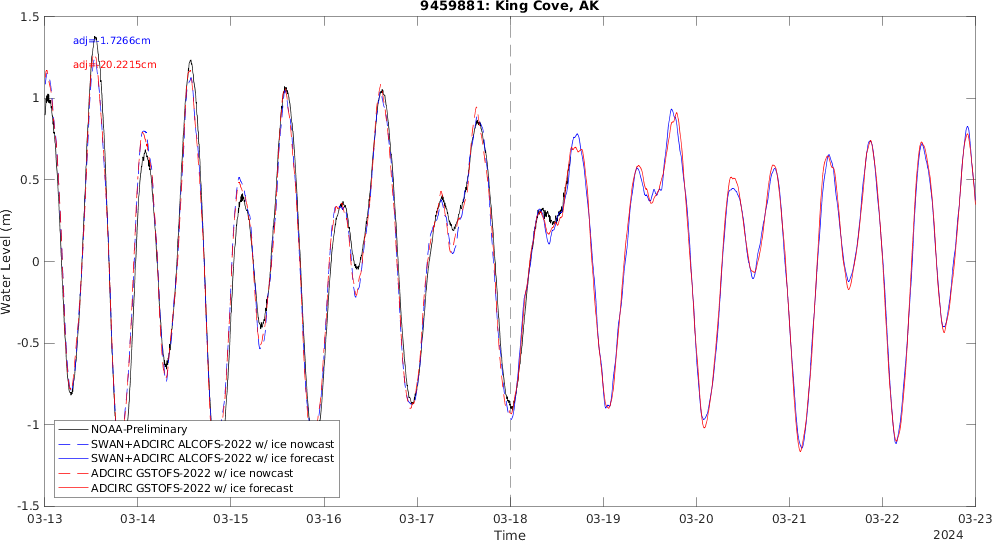 9459881: King Cove, AK
adj=-1.7266cm
adj=20.2215cm
1.5
1
0.5
0
-0.5
-1
-1.5
Water Level (m)
NOAA-Preliminary
SWAN+ADCIRC ALCOFS-2022 w/ ice nowcast
SWAN+ADCIRC ALCOFS-2022 w/ ice forecast
ADCIRC GSTOFS-2022 w/ ice nowcast
ADCIRC GSTOFS-2022 w/ ice forecast
03-13 03-14 03-15 03-16 03-17 03-18 03-19 03-20 03-21 03-22 03-23
Time
2024